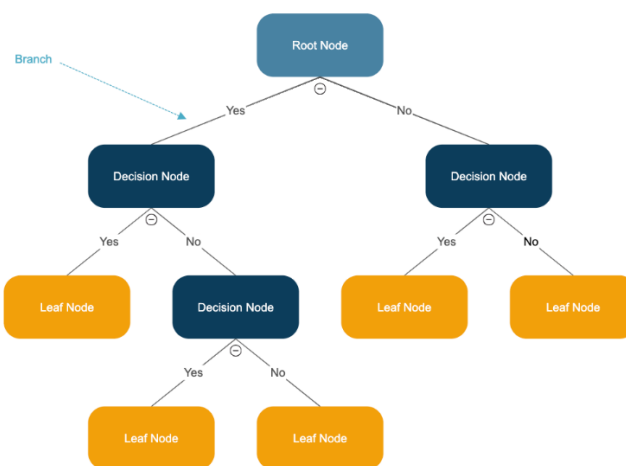 Root Node
Branch
Yes
No
Decision Node
Decision Node
Yes
No
Yes
No
Leaf Node
Decision Node
Leaf Node
Leaf Node
Yes
No
Leaf Node
Leaf Node